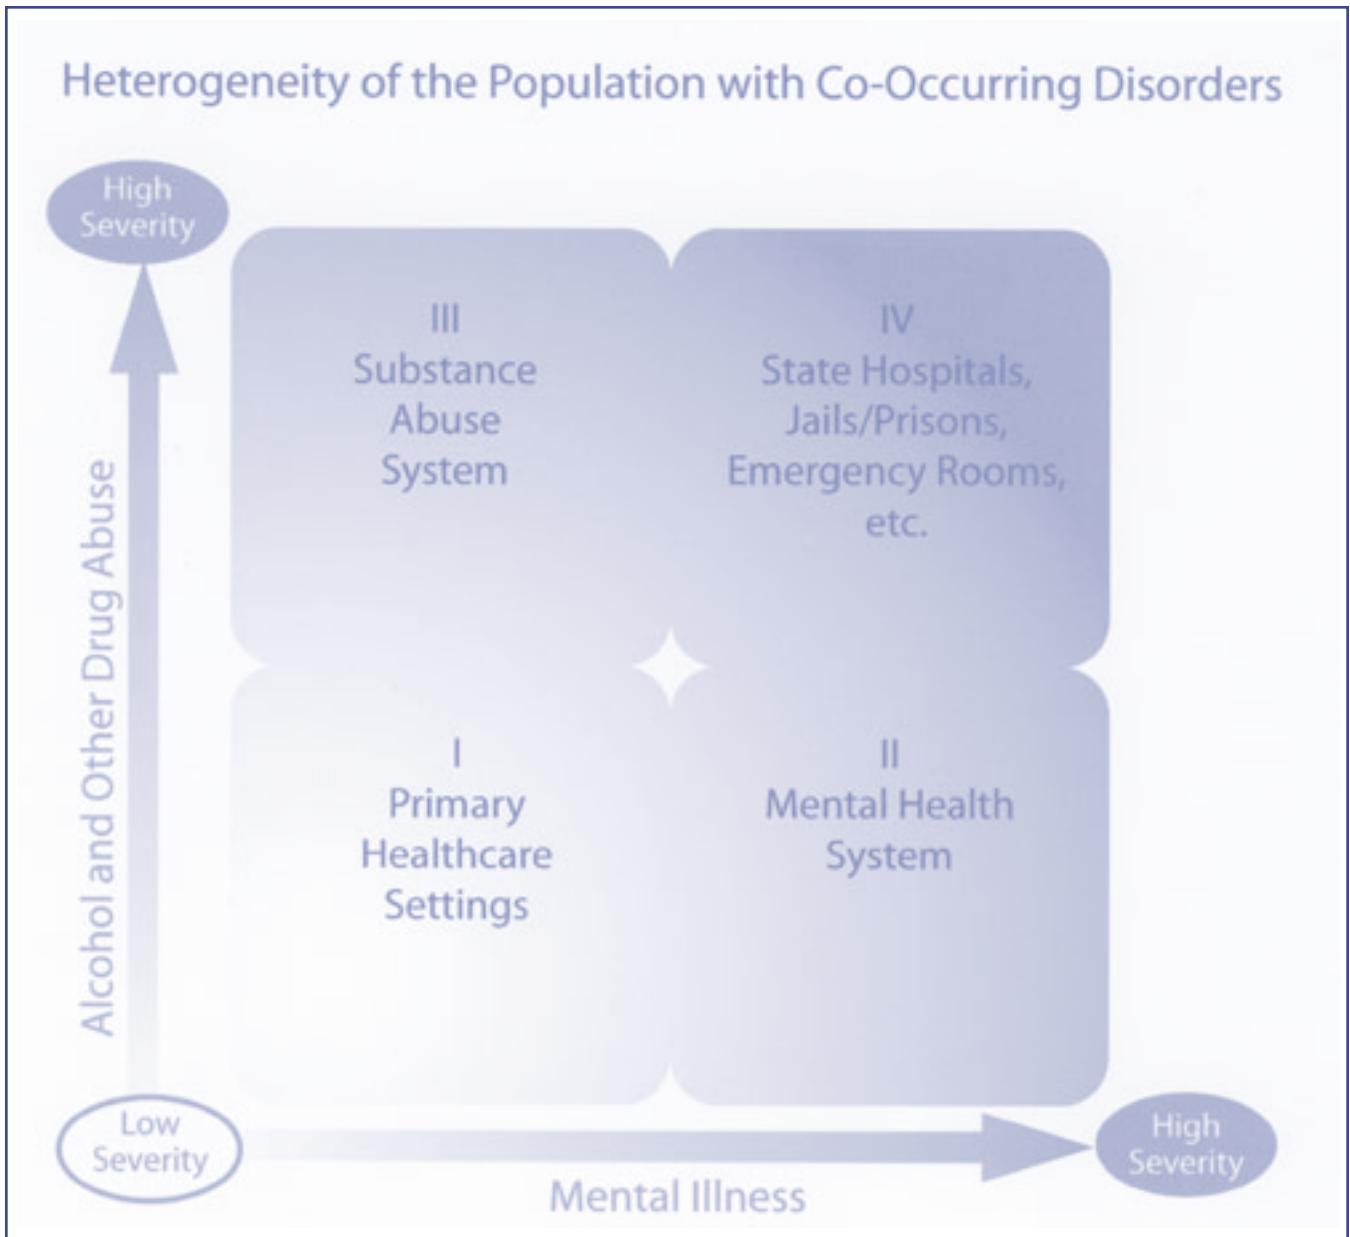 Heterogeneity of the Population with Co-Occurring Disorders
High
Severity
III
Substance
Abuse
System
IV
State Hospitals,
Jails/Prisons,
Emergency Rooms,
etc.
Alcohol and Other Drug Abuse
I
Primary
Healthcare
Settings
II
Mental Health
System
Low
Severity
High
Severity
Mental Illness